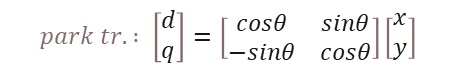 park tr. : [d q] = [cosθ sinθ −sinθ cosθ][x y]